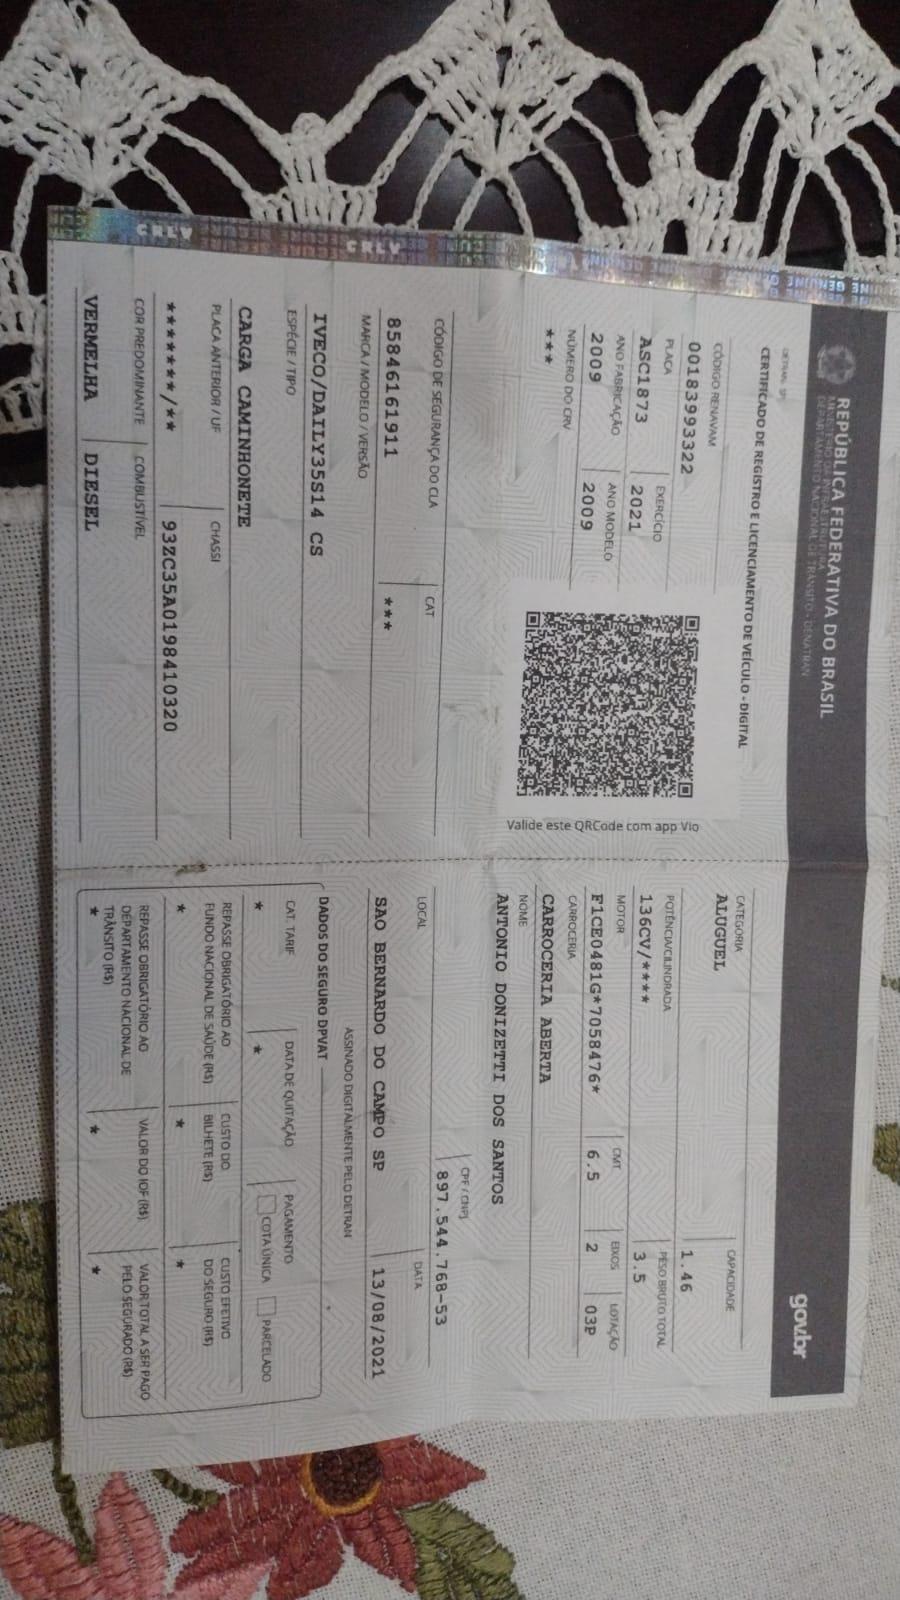 CRLV
CRLV
REPÚBLICA FEDERATIVA DO BRASIL
MINISTÉRIO DA INFRAESTRUTURA
DEPARTAMENTO NACIONAL DE TRÂNSITO - DENATRAN
gov.br
DETRAN- SP
CERTIFICADO DE REGISTRO E LICENCIAMENTO DE VEÍCULO - DIGITAL
CÓDIGO RENAVAM
00183993322
PLACA
EXERCÍCIO
ASC1873
2021
ANO FABRICAÇÃO
ANO MODELO
2009
2009
NÚMERO DO CRV
***
Valide este QRCode com app Vio
CÓDIGO DE SEGURANÇA DO CLA
CAT
85846161911
***
MARCA / MODELO / VERSÃO
IVECO/DAILY35S14 CS
ESPÉCIE / TIPO
CARGA CAMINHONETE
PLACA ANTERIOR / UF
CHASSI
*******/**
93ZC35A0198410320
COR PREDOMINANTE
COMBUSTÍVEL
VERMELHA
DIESEL
CATEGORIA
CAPACIDADE
ALUGUEL
1.46
POTÊNCIA/CILINDRADA
PESO BRUTO TOTAL
136CV/****
3.5
MOTOR
CMT
EIXOS
LOTAÇÃO
F1CE0481G*7058476*
6.5
2
03P
CARROCERIA
CARROCERIA ABERTA
NOME
ANTONIO DONIZETTI DOS SANTOS
CPF / CNPJ
897.544.768-53
LOCAL
DATA
SAO BERNARDO DO CAMPO SP
13/08/2021
ASSINADO DIGITALMENTE PELO DETRAN
DADOS DO SEGURO DPVAT
CAT. TARIF
DATA DE QUITAÇÃO
PAGAMENTO
*
*
COTA ÚNICA
PARCELADO
REPASSE OBRIGATÓRIO AO
FUNDO NACIONAL DE SAÚDE (R$)
CUSTO DO
BILHETE (R$)
CUSTO EFETIVO
DO SEGURO (R$)
*
*
*
REPASSE OBRIGATÓRIO AO
DEPARTAMENTO NACIONAL DE
TRÂNSITO (R$)
VALOR DO IOF (R$)
VALOR TOTAL A SER PAGO
PELO SEGURADO (R$)
*
*
*